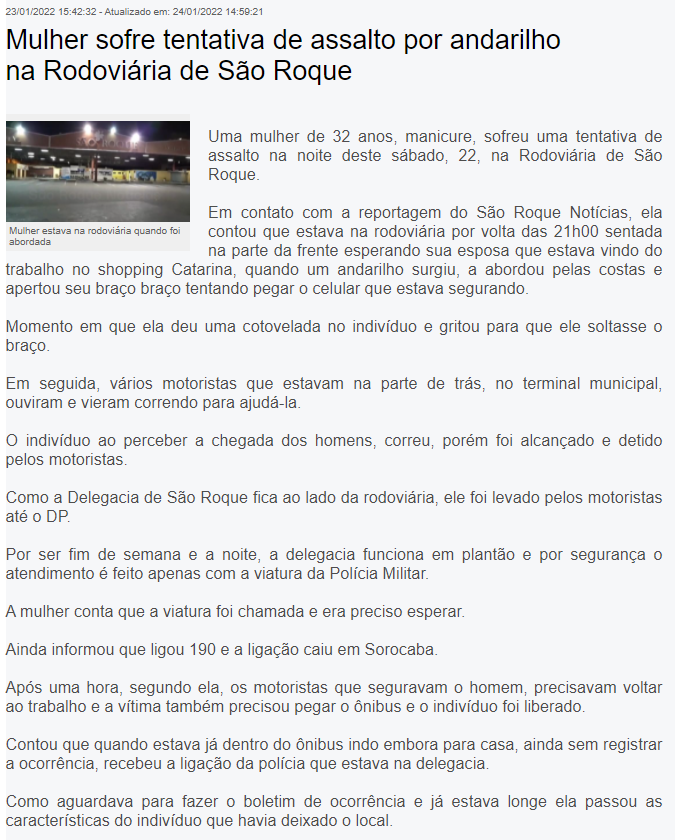 23/01/2022 15:42:32 - Atualizado em: 24/01/2022 14:59:21
Mulher sofre tentativa de assalto por andarilho
na Rodoviária de São Roque
Uma mulher de 32 anos, manicure, sofreu uma tentativa de
assalto na noite deste sábado, 22, na Rodoviária de São
Roque.
Mulher estava na rodoviária quando foi
abordada
Em contato com a reportagem do São Roque Notícias, ela
contou que estava na rodoviária por volta das 21h00 sentada
na parte da frente esperando sua esposa que estava vindo do
trabalho no shopping Catarina, quando um andarilho surgiu, a abordou pelas costas e
apertou seu braço braço tentando pegar o celular que estava segurando.
Momento em que ela deu uma cotovelada no indivíduo e gritou para que ele soltasse o
braço.
Em seguida, vários motoristas que estavam na parte de trás, no terminal municipal,
ouviram e vieram correndo para ajudá-la.
O indivíduo ao perceber a chegada dos homens, correu, porém foi alcançado e detido
pelos motoristas.
Como a Delegacia de São Roque fica ao lado da rodoviária, ele foi levado pelos motoristas
até o DP.
Por ser fim de semana e a noite, a delegacia funciona em plantão e por segurança o
atendimento é feito apenas com a viatura da Polícia Militar.
A mulher conta que a viatura foi chamada e era preciso esperar.
Ainda informou que ligou 190 e a ligação caiu em Sorocaba.
Após uma hora, segundo ela, os motoristas que seguravam o homem, precisavam voltar
ao trabalho e a vítima também precisou pegar o ônibus e o indivíduo foi liberado.
Contou que quando estava já dentro do ônibus indo embora para casa, ainda sem registrar
a ocorrência, recebeu a ligação da polícia que estava na delegacia.
Como aguardava para fazer o boletim de ocorrência e já estava longe ela passou as
características do indivíduo que havia deixado o local.